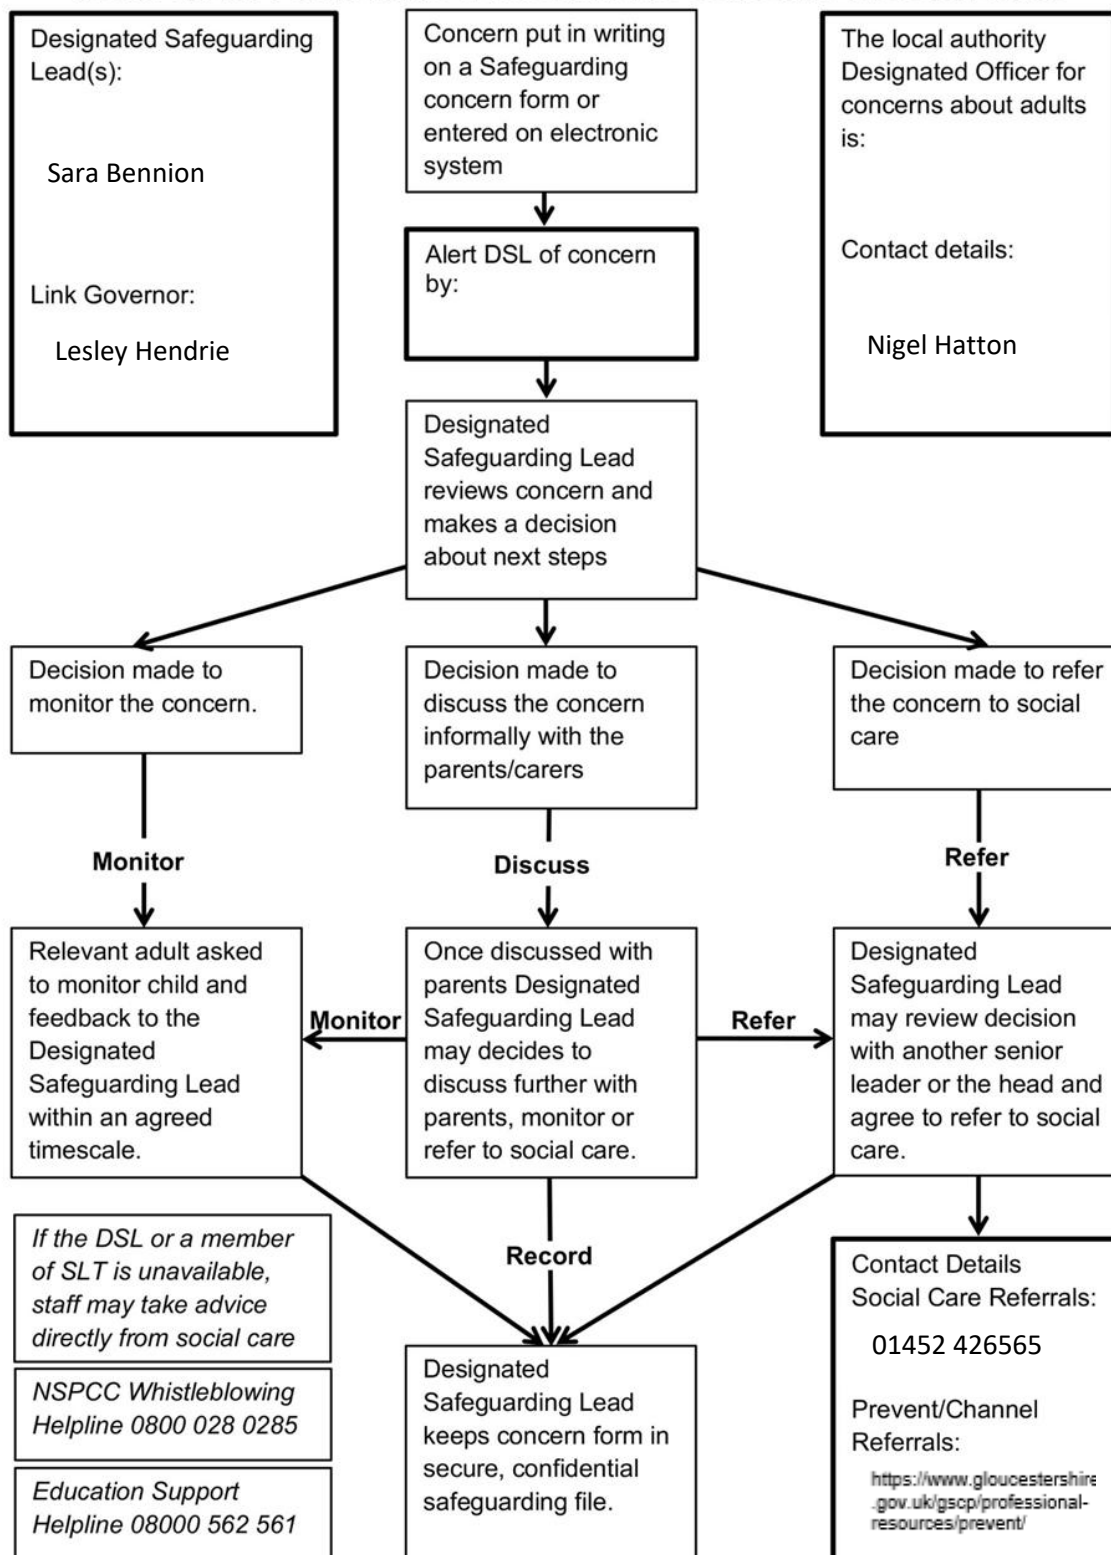 Designated Safeguarding
Lead(s):
Sara Bennion
Link Governor:
Lesley Hendrie
Concern put in writing
on a Safeguarding
concern form or
entered on electronic
system
The local authority
Designated Officer for
concerns about adults
is:
Contact details:
Nigel Hatton
Alert DSL of concern
by:
Designated
Safeguarding Lead
reviews concern and
makes a decision
about next steps
Decision made to
monitor the concern.
Decision made to
discuss the concern
informally with the
parents/carers
Decision made to refer
the concern to social
care
Monitor
Discuss
Refer
Relevant adult asked
to monitor child and
feedback to the
Designated
Safeguarding Lead
within an agreed
timescale.
Monitor
Once discussed with
parents Designated
Safeguarding Lead
may decides to
discuss further with
parents, monitor or
refer to social care.
Refer
Designated
Safeguarding Lead
may review decision
with another senior
leader or the head and
agree to refer to social
care.
If the DSL or a member
of SLT is unavailable,
staff may take advice
directly from social care
NSPCC Whistleblowing
Helpline 0800 028 0285
Education Support
Helpline 08000 562 561
Record
Designated
Safeguarding Lead
keeps concern form in
secure, confidential
safeguarding file.
Contact Details
Social Care Referrals:
01452 426565
Prevent/Channel
Referrals:
https://www.gloucestershire
.gov.uk/gscp/professional-
resources/prevent/